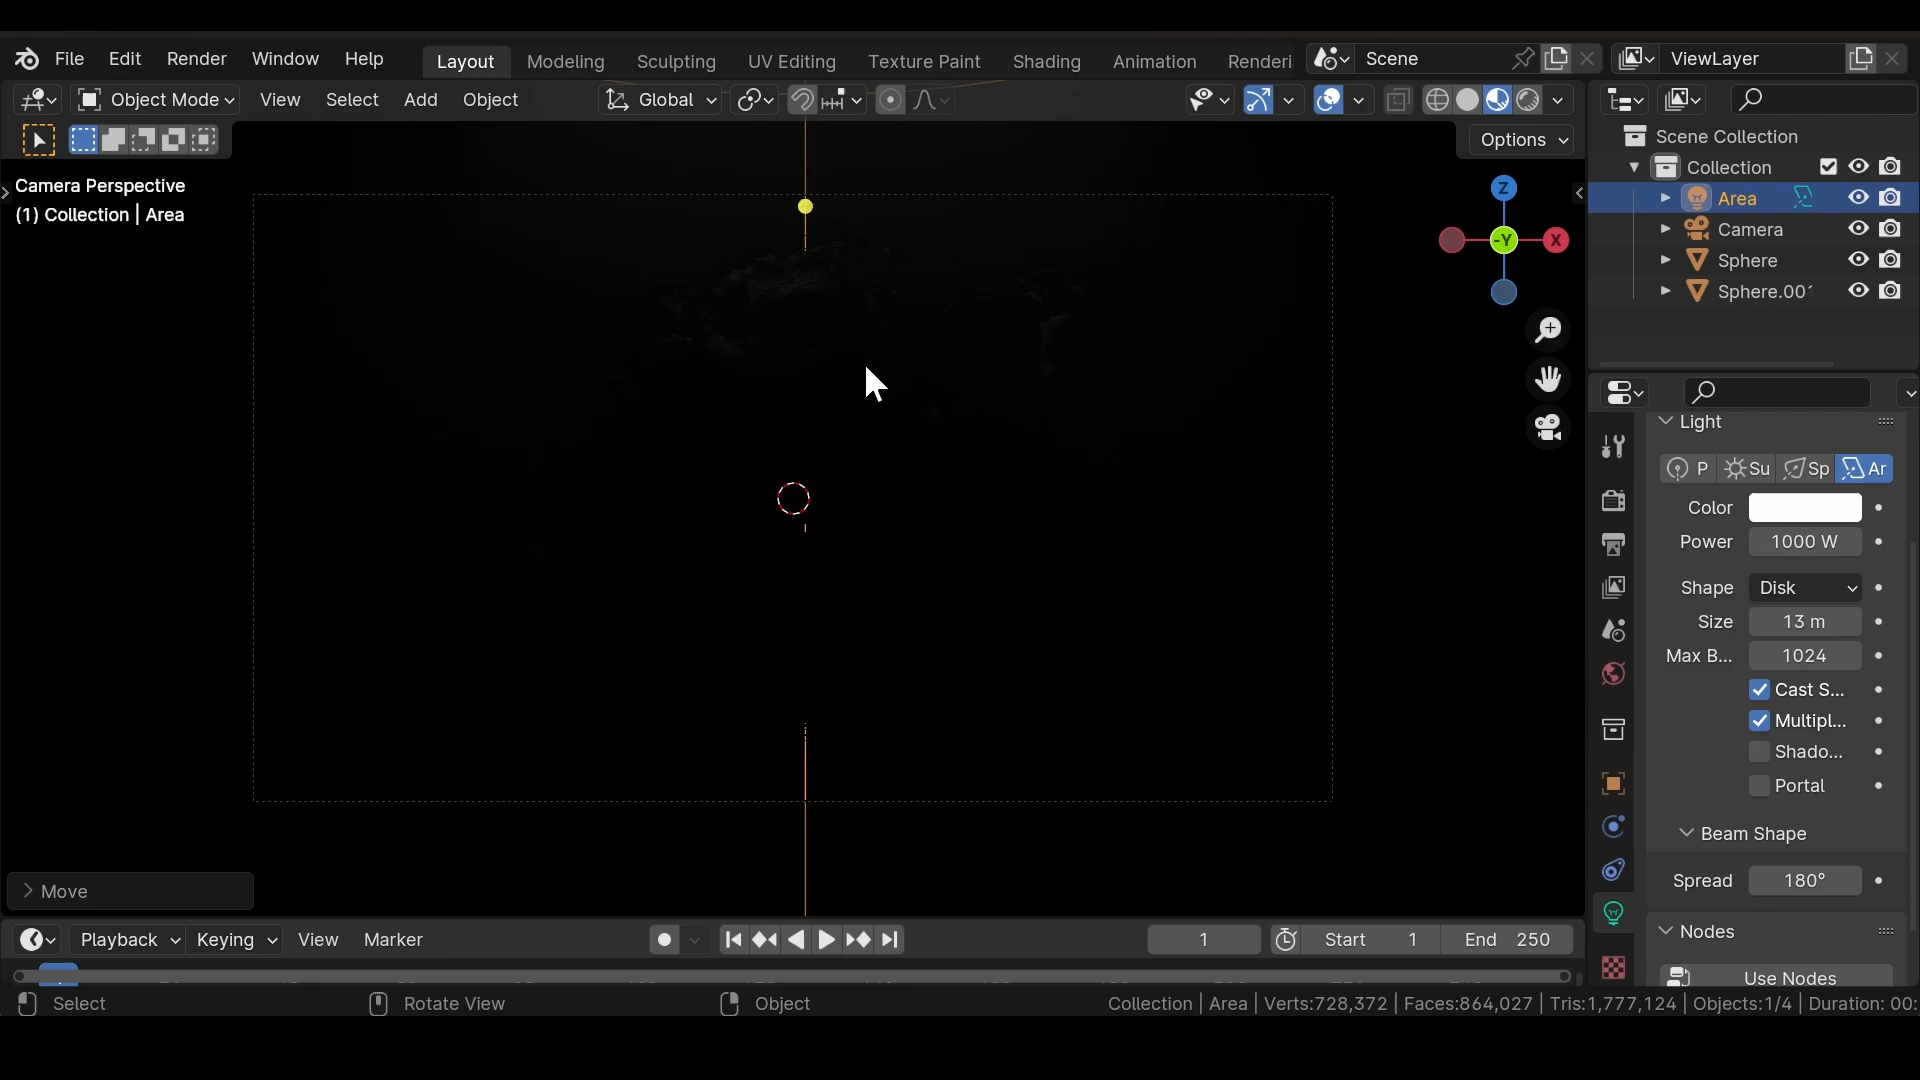 File Edit Render Window Help Layout Modeling Sculpting UV Editing Texture Paint Shading Animation Renderi Scene ViewLayer
Object Mode View Select Add Object Global
Options
Camera Perspective
(1) Collection | Area
Z
-Y
X
Scene Collection
Collection
Area
Camera
Sphere
Sphere.001
Light
P Su Sp Ar
Color
Power 1000 W
Shape Disk
Size 13 m
Max B... 1024
Cast S...
Multipl...
Shado...
Portal
Beam Shape
Spread 180°
Nodes
Use Nodes
Move
Playback Keying View Marker 1 Start 1 End 250
Select Rotate View Object Collection | Area | Verts:728,372 | Faces:864,027 | Tris:1,777,124 | Objects:1/4 | Duration: 00: